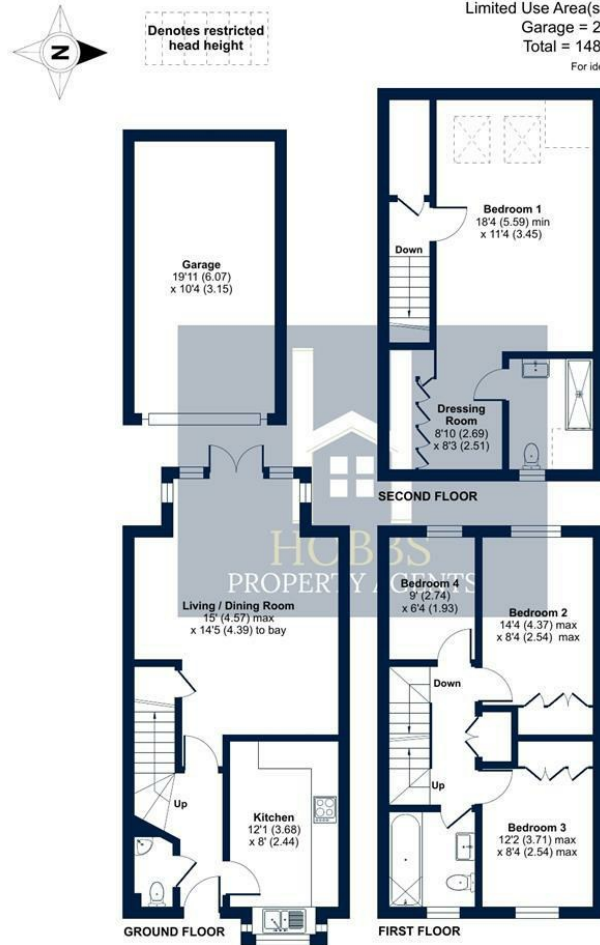 N
Denotes restricted
head height
Limited Use Area(s
Garage = 2
Total = 148
For ide
Garage
19'11 (6.07)
x 10'4 (3.15)
Bedroom 1
18'4 (5.59) min
x 11'4 (3.45)
Down
Dressing
Room
8'10 (2.69)
x 8'3 (2.51)
SECOND FLOOR
HOBBS
PROPERTY AGENTS
Living / Dining Room
15' (4.57) max
x 14'5 (4.39) to bay
Up
Kitchen
12'1 (3.68)
x 8' (2.44)
GROUND FLOOR
Bedroom 4
9' (2.74)
x 6'4 (1.93)
Bedroom 2
14'4 (4.37) max
x 8'4 (2.54) max
Down
Up
Bedroom 3
12'2 (3.71) max
x 8'4 (2.54) max
FIRST FLOOR